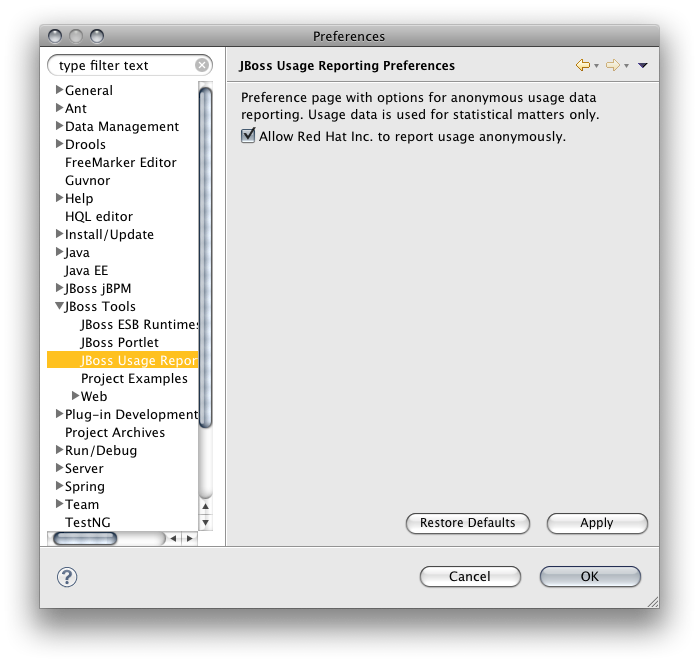 Preferences
type filter text
General
Ant
Data Management
Drools
FreeMarker Editor
Guvnor
Help
HQL editor
Install/Update
Java
Java EE
JBoss jBPM
JBoss Tools
JBoss ESB Runtimes
JBoss Portlet
JBoss Usage Repor
Project Examples
Web
Plug-in Development
Project Archives
Run/Debug
Server
Spring
Team
TestNG
JBoss Usage Reporting Preferences
Preference page with options for anonymous usage data
reporting. Usage data is used for statistical matters only.
Allow Red Hat Inc. to report usage anonymously.
Restore Defaults
Apply
?
Cancel
OK